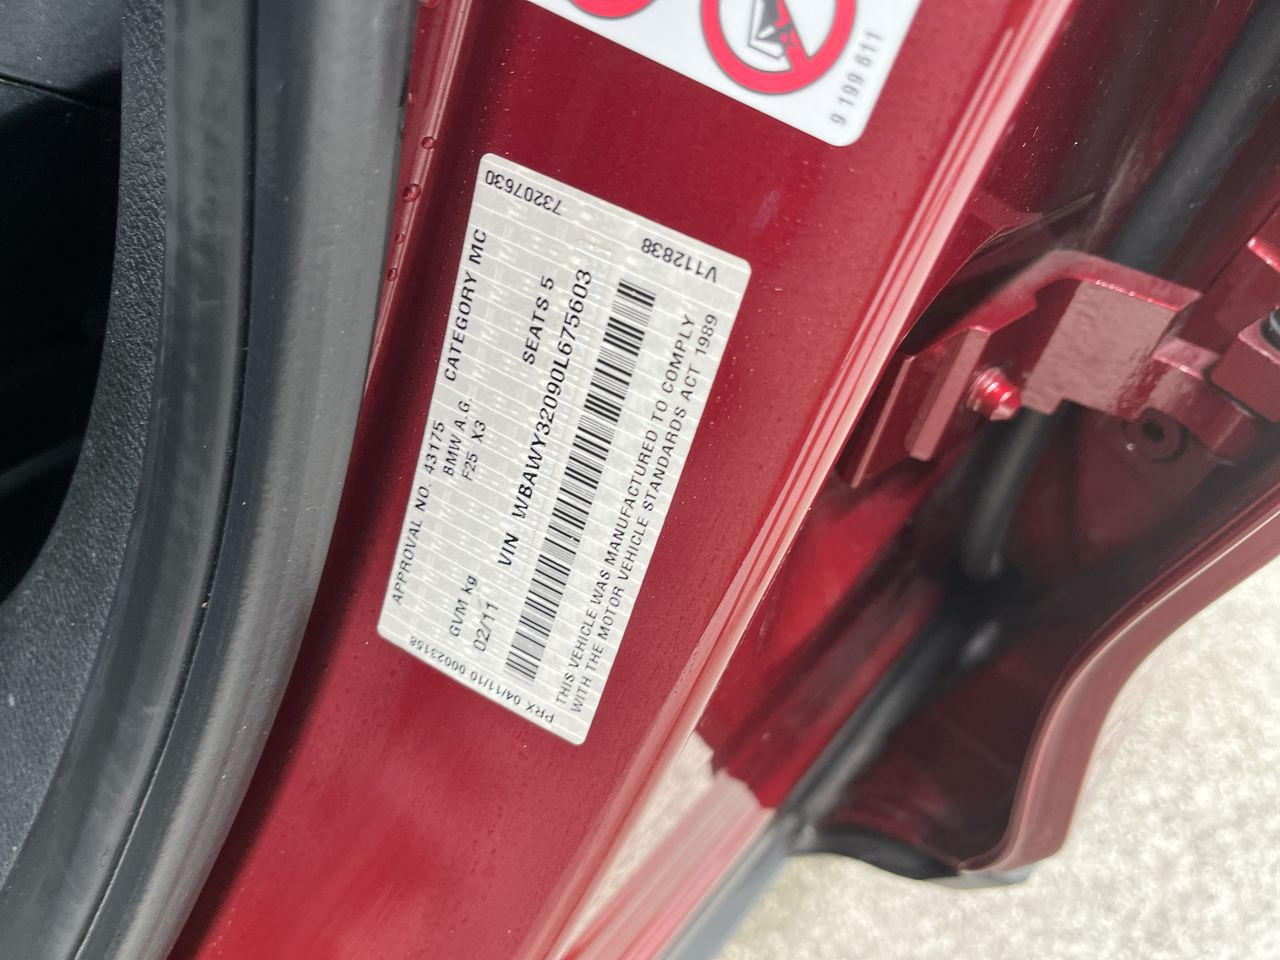 9 199 611
73207630
V112838
APPROVAL NO. 43175 CATEGORY MC
BMW A.G.
F25 X3
GVM kg
02/11 SEATS 5
VIN WBAWY32090L675603
THIS VEHICLE WAS MANUFACTURED TO COMPLY
WITH THE MOTOR VEHICLE STANDARDS ACT 1989
PRX 04/11/10 00023158